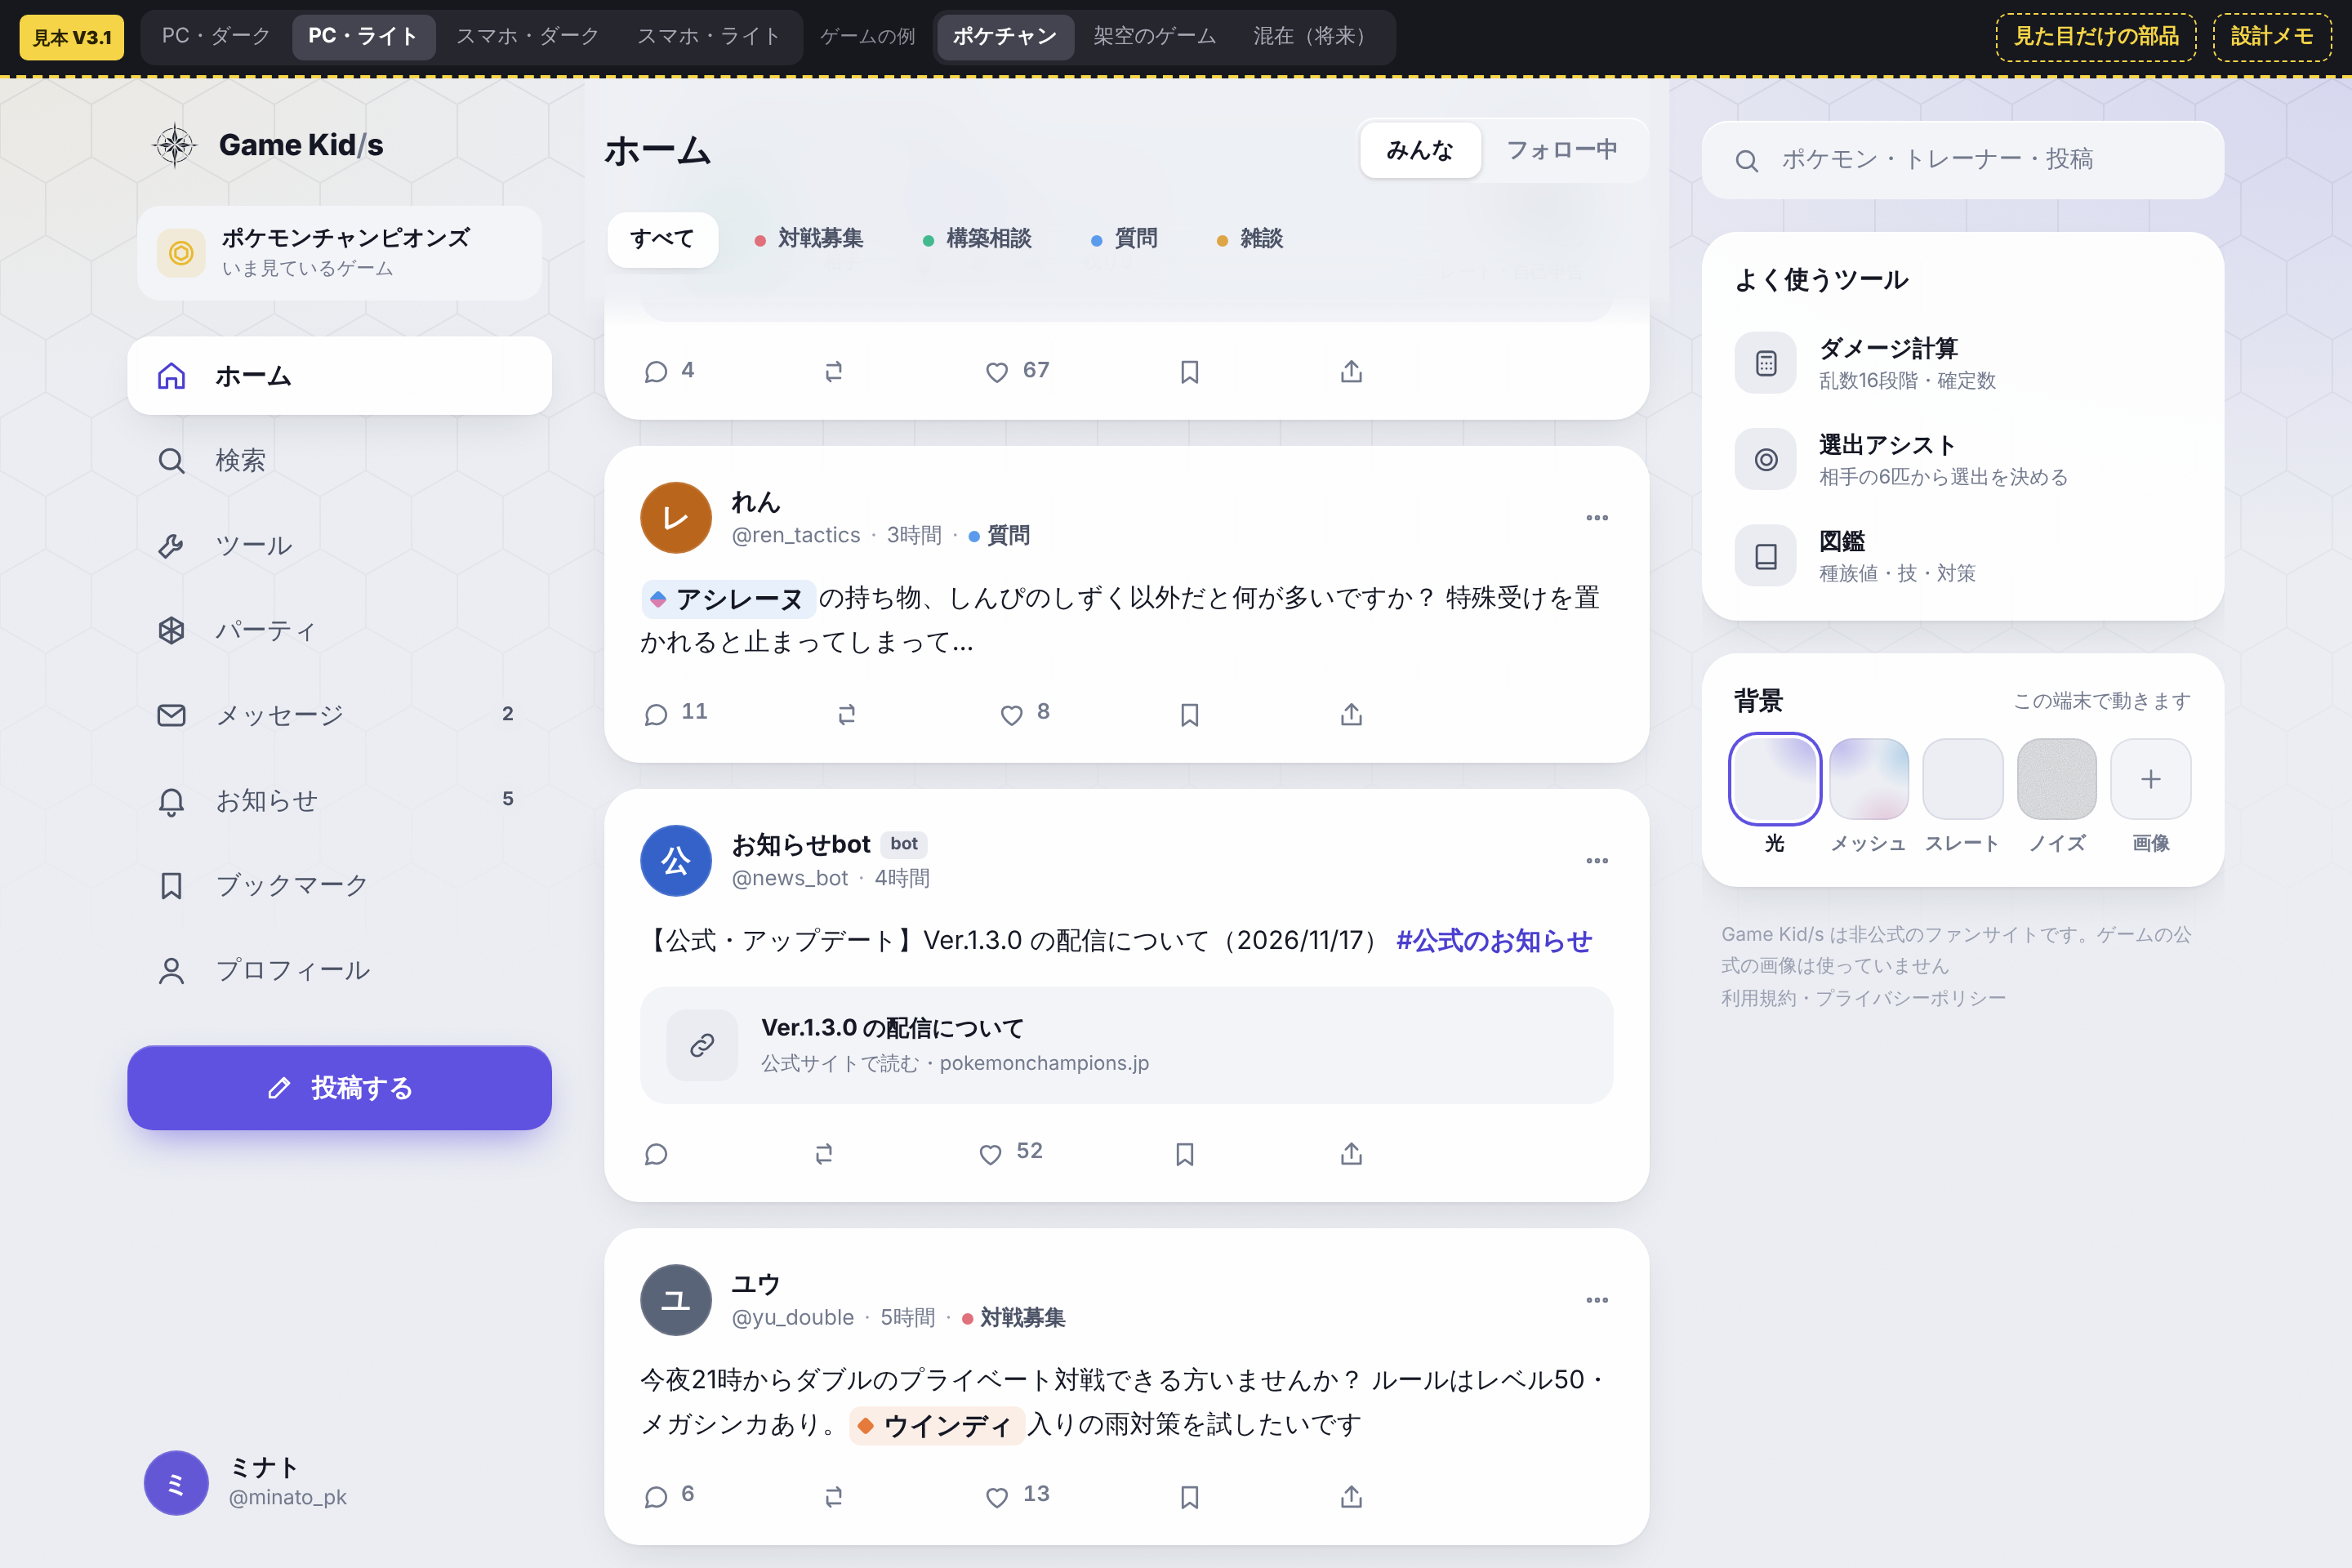 見本 V3.1
PC・ダーク
PC・ライト
スマホ・ダーク
スマホ・ライト
ゲームの例
ポケチャン
架空のゲーム
混在（将来）
見た目だけの部品
設計メモ
Game Kid/s
ポケモンチャンピオンズ
いま見ているゲーム
ホーム
検索
ツール
パーティ
メッセージ 2
お知らせ 5
ブックマーク
プロフィール
投稿する
ミナト
@minato_pk
ホーム
みんな
フォロー中
すべて
対戦募集
構築相談
質問
雑談
4 67
レ
れん
@ren_tactics · 3時間 · 質問
アシレーヌの持ち物、しんぴのしずく以外だと何が多いですか？ 特殊受けを置
かれると止まってしまって…
11 8
公
お知らせbot bot
@news_bot · 4時間
【公式・アップデート】Ver.1.3.0 の配信について（2026/11/17） #公式のお知らせ
Ver.1.3.0 の配信について
公式サイトで読む・pokemonchampions.jp
52
ユ
ユウ
@yu_double · 5時間 · 対戦募集
今夜21時からダブルのプライベート対戦できる方いませんか？ ルールはレベル50・
メガシンカあり。ウインディ入りの雨対策を試したいです
6 13
ポケモン・トレーナー・投稿
よく使うツール
ダメージ計算
乱数16段階・確定数
選出アシスト
相手の6匹から選出を決める
図鑑
種族値・技・対策
背景
この端末で動きます
光 メッシュ スレート ノイズ 画像
Game Kid/s は非公式のファンサイトです。ゲームの公
式の画像は使っていません
利用規約・プライバシーポリシー
ミ